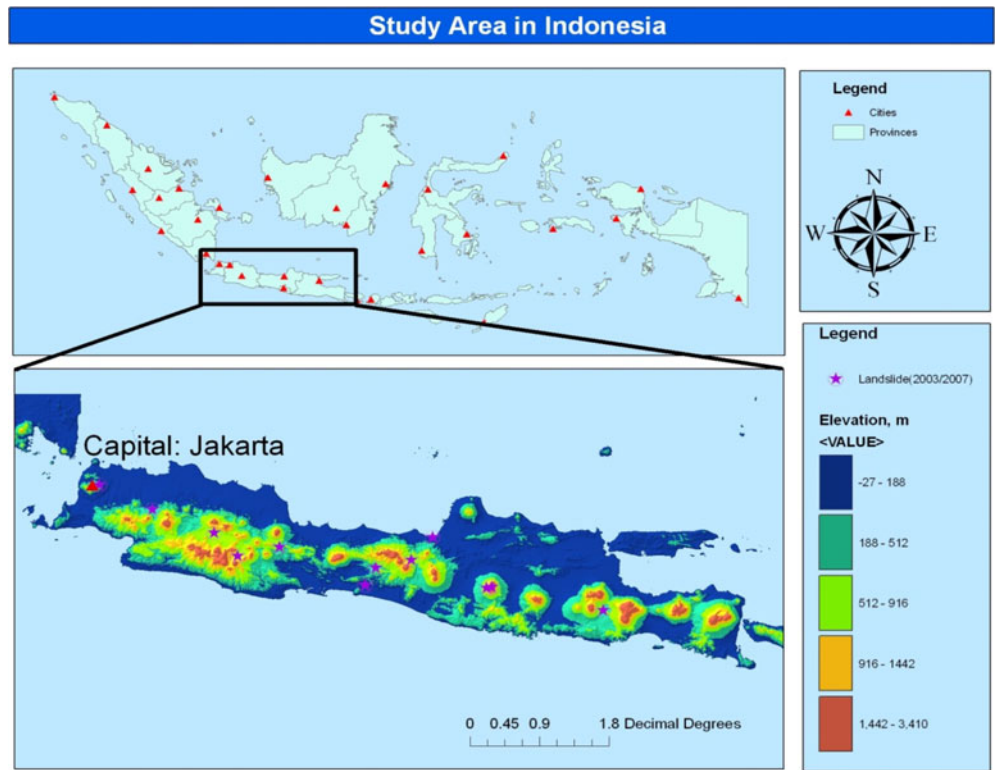 Study Area in Indonesia
Legend
Cities
Provinces
N
W
E
S
Legend
Landslide(2003/2007)
Elevation, m
<VALUE>
-27 - 188
188 - 512
512 - 916
916 - 1442
1,442 - 3,410
Capital: Jakarta
0 0.45 0.9 1.8 Decimal Degrees